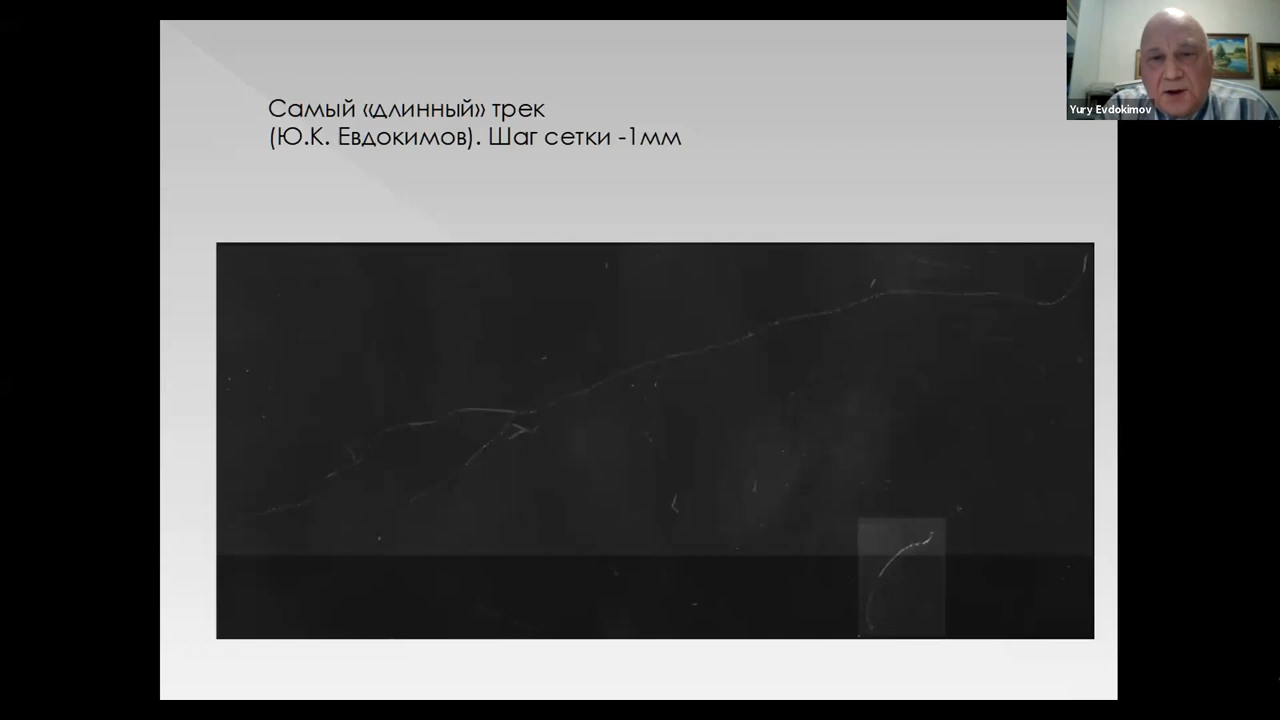 Самый «длинный» трек
(Ю.К. Евдокимов). Шаг сетки -1мм
Yury Evdokimov